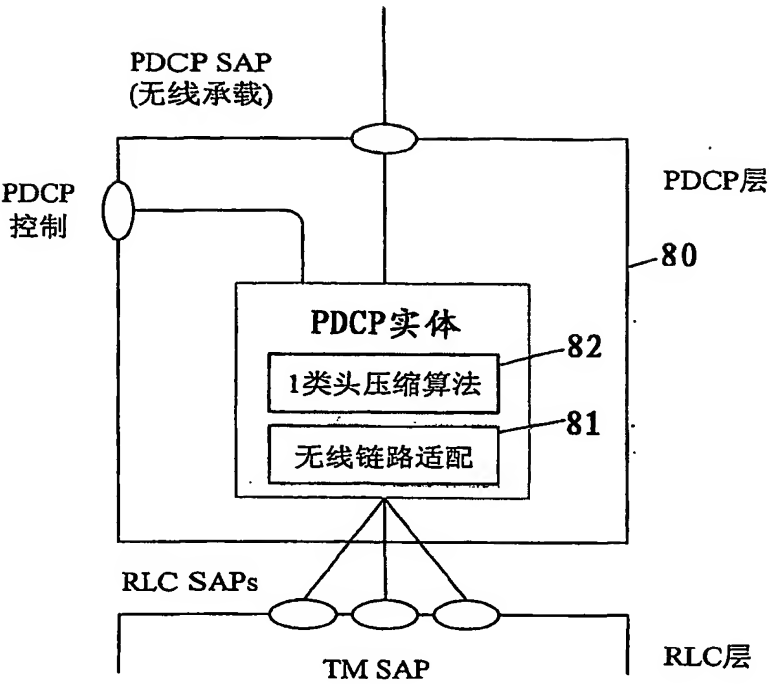 PDCP SAP
(无线承载)
PDCP层
PDCP
控制
80
PDCP实体
82
1类头压缩算法
81
无线链路适配
RLC SAPs
TM SAP
RLC层